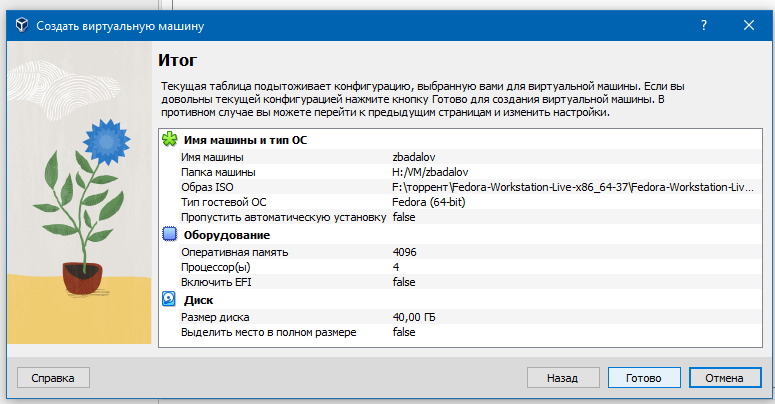 Создать виртуальную машину
?
Итог
Текущая таблица подытоживает конфигурацию, выбранную вами для виртуальной машины. Если вы
довольны текущей конфигурацией нажмите кнопку Готово для создания виртуальной машины. В
противном случае вы можете перейти к предыдущим страницам и изменить настройки.
Имя машины и тип ОС
Имя машины zbadalov
Папка машины H:/VM/zbadalov
Образ ISO F:\торрент\Fedora-Workstation-Live-x86_64-37\Fedora-Workstation-Liv...
Тип гостевой ОС Fedora (64-bit)
Пропустить автоматическую установку false
Оборудование
Оперативная память 4096
Процессор(ы) 4
Включить EFI false
Диск
Размер диска 40,00 ГБ
Выделить место в полном размере false
Справка Назад Готово Отмена